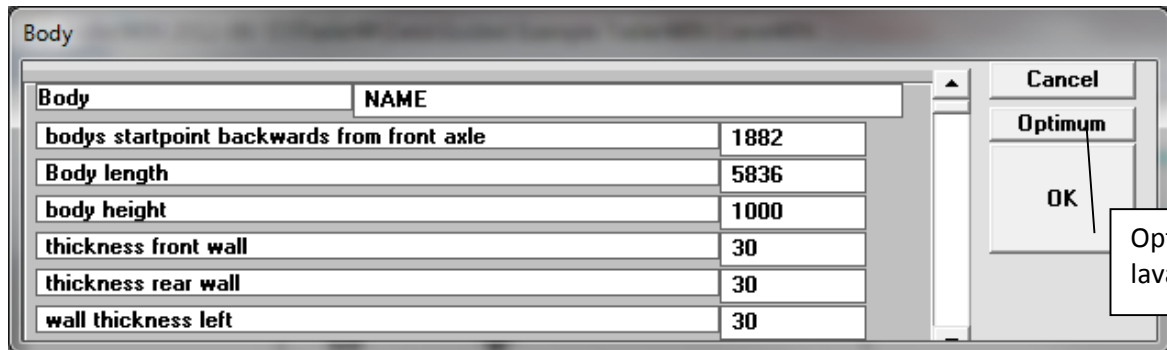 Body
Body NAME
bodys startpoint backwards from front axle 1882
Body length 5836
body height 1000
thickness front wall 30
thickness rear wall 30
wall thickness left 30
Cancel
Optimum
OK